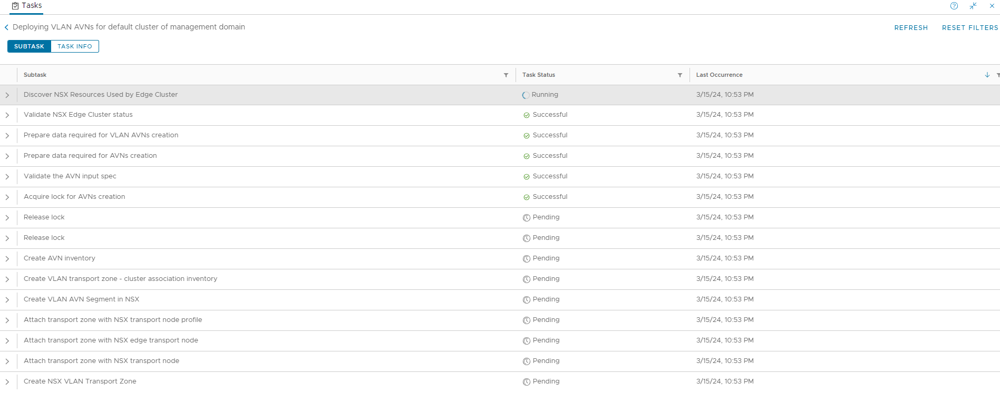 Tasks
Deploying VLAN AVNs for default cluster of management domain
REFRESH RESET FILTERS
SUBTASK TASK INFO
Subtask Task Status Last Occurrence
Discover NSX Resources Used by Edge Cluster Running 3/15/24, 10:53 PM
Validate NSX Edge Cluster status Successful 3/15/24, 10:53 PM
Prepare data required for VLAN AVNs creation Successful 3/15/24, 10:53 PM
Prepare data required for AVNs creation Successful 3/15/24, 10:53 PM
Validate the AVN input spec Successful 3/15/24, 10:53 PM
Acquire lock for AVNs creation Successful 3/15/24, 10:53 PM
Release lock Pending 3/15/24, 10:53 PM
Release lock Pending 3/15/24, 10:53 PM
Create AVN inventory Pending 3/15/24, 10:53 PM
Create VLAN transport zone - cluster association inventory Pending 3/15/24, 10:53 PM
Create VLAN AVN Segment in NSX Pending 3/15/24, 10:53 PM
Attach transport zone with NSX transport node profile Pending 3/15/24, 10:53 PM
Attach transport zone with NSX edge transport node Pending 3/15/24, 10:53 PM
Attach transport zone with NSX transport node Pending 3/15/24, 10:53 PM
Create NSX VLAN Transport Zone Pending 3/15/24, 10:53 PM